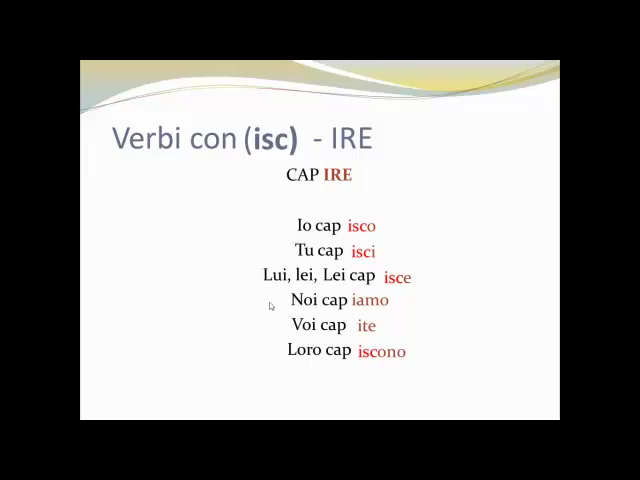 Verbi con (isc) - IRE
CAP IRE
Io cap isco
Tu cap isci
Lui, lei, Lei cap isce
Noi cap iamo
Voi cap ite
Loro cap iscono